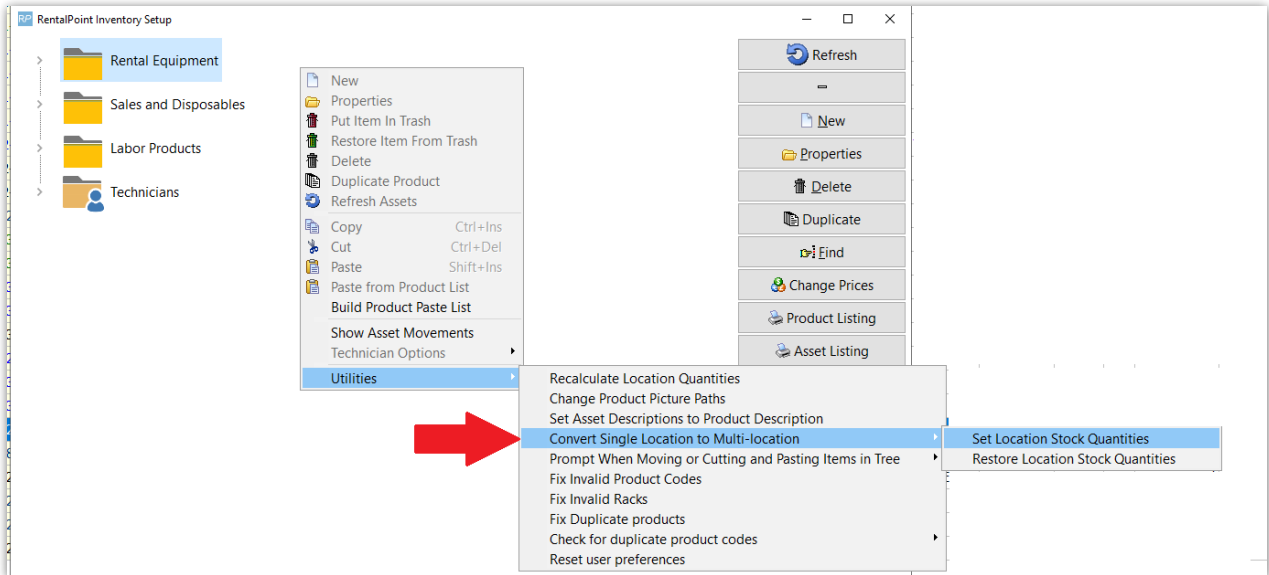 RP RentalPoint Inventory Setup
Rental Equipment
Sales and Disposables
Labor Products
Technicians
New
Properties
Put Item In Trash
Restore Item From Trash
Delete
Duplicate Product
Refresh Assets
Copy Ctrl+Ins
Cut Ctrl+Del
Paste Shift+Ins
Paste from Product List
Build Product Paste List
Show Asset Movements
Technician Options
Utilities
Refresh
New
Properties
Delete
Duplicate
Find
Change Prices
Product Listing
Asset Listing
Recalculate Location Quantities
Change Product Picture Paths
Set Asset Descriptions to Product Description
Convert Single Location to Multi-location
Prompt When Moving or Cutting and Pasting Items in Tree
Fix Invalid Product Codes
Fix Invalid Racks
Fix Duplicate products
Check for duplicate product codes
Reset user preferences
Set Location Stock Quantities
Restore Location Stock Quantities